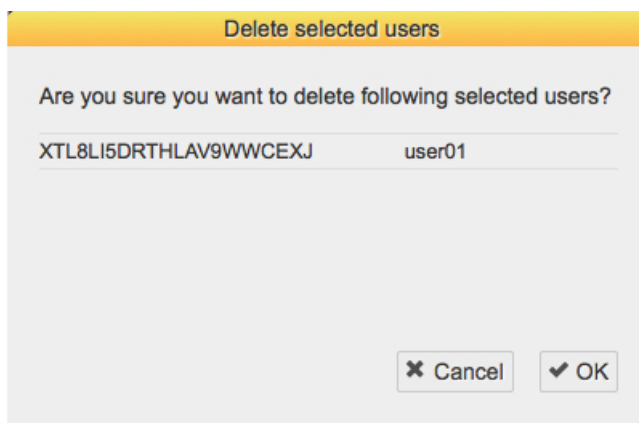 Delete selected users
Are you sure you want to delete following selected users?
XTL8LI5DRTHLAV9WWCEXJ user01
Cancel OK